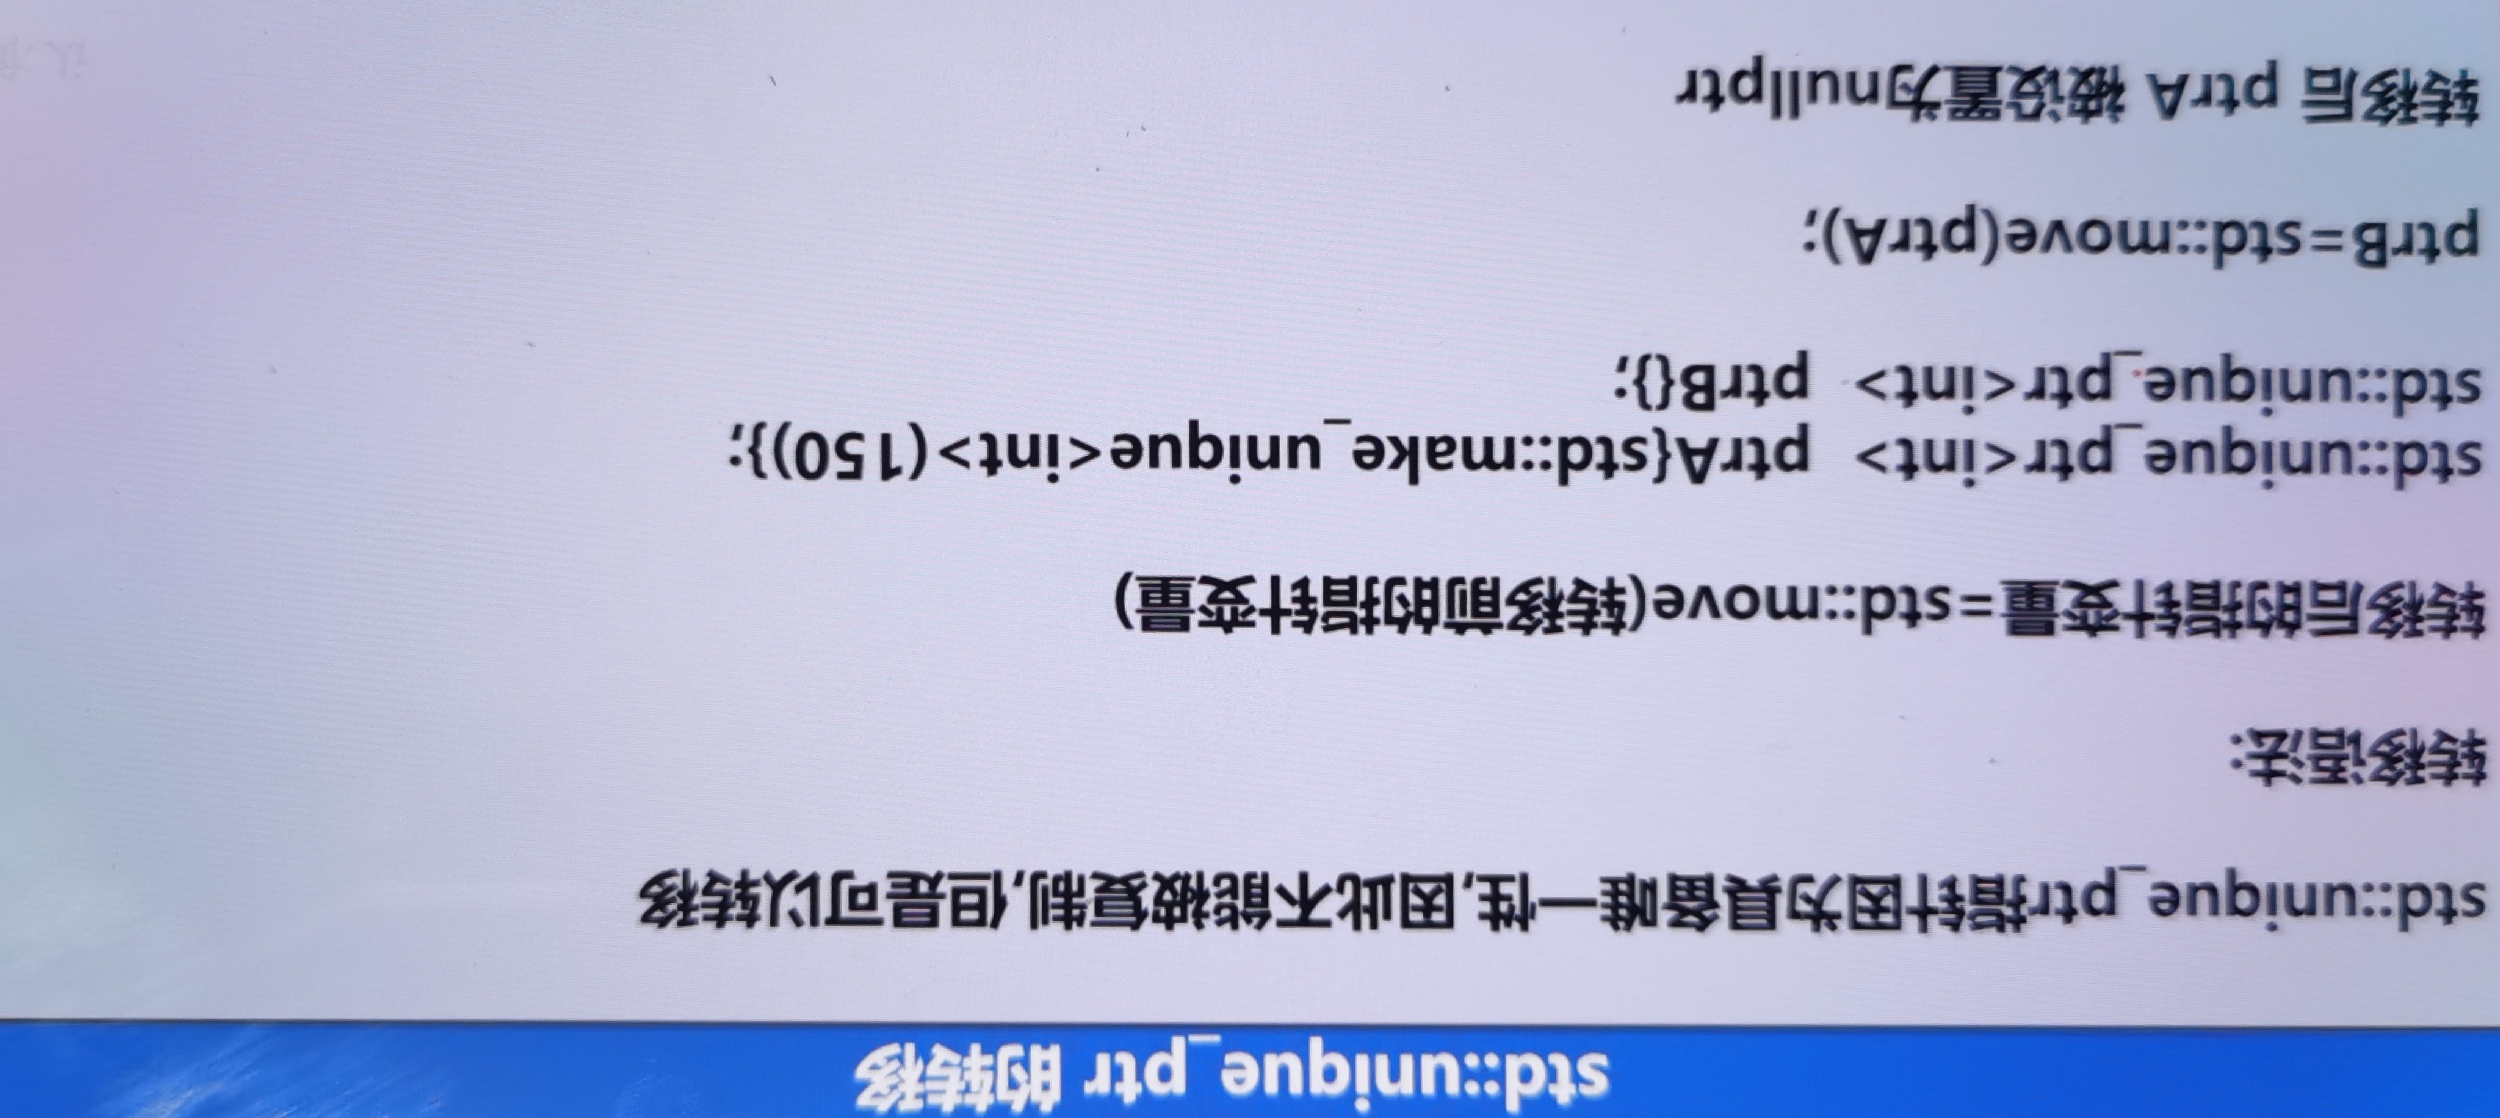 std::unique_ptr 的转移
std::unique_ptr指针因为具备唯一性,因此不能被复制,但是可以转移
转移语法:
转移后的指针变量=std::move(转移前的指针变量)
std::unique_ptr<int>  ptrA{std::make_unique<int>(150)};
std::unique_ptr<int>  ptrB{};
ptrB=std::move(ptrA);
转移后 ptrA 被设置为nullptr